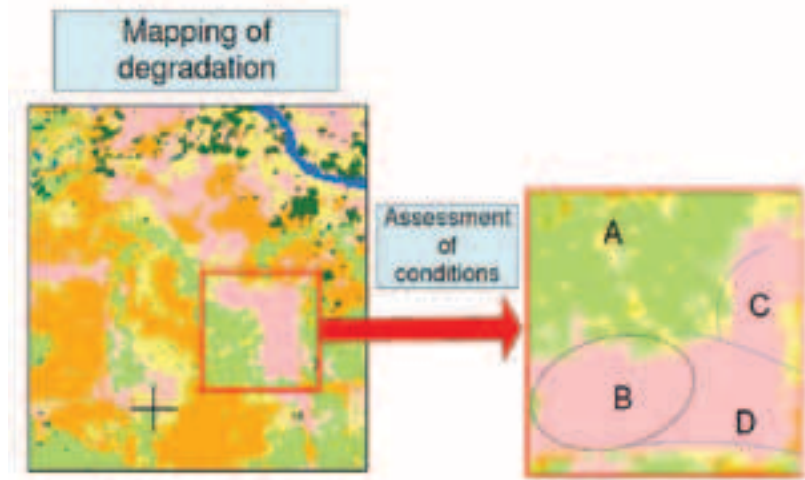 Mapping of
degradation
Assessment
of
conditions
A
C
B
D